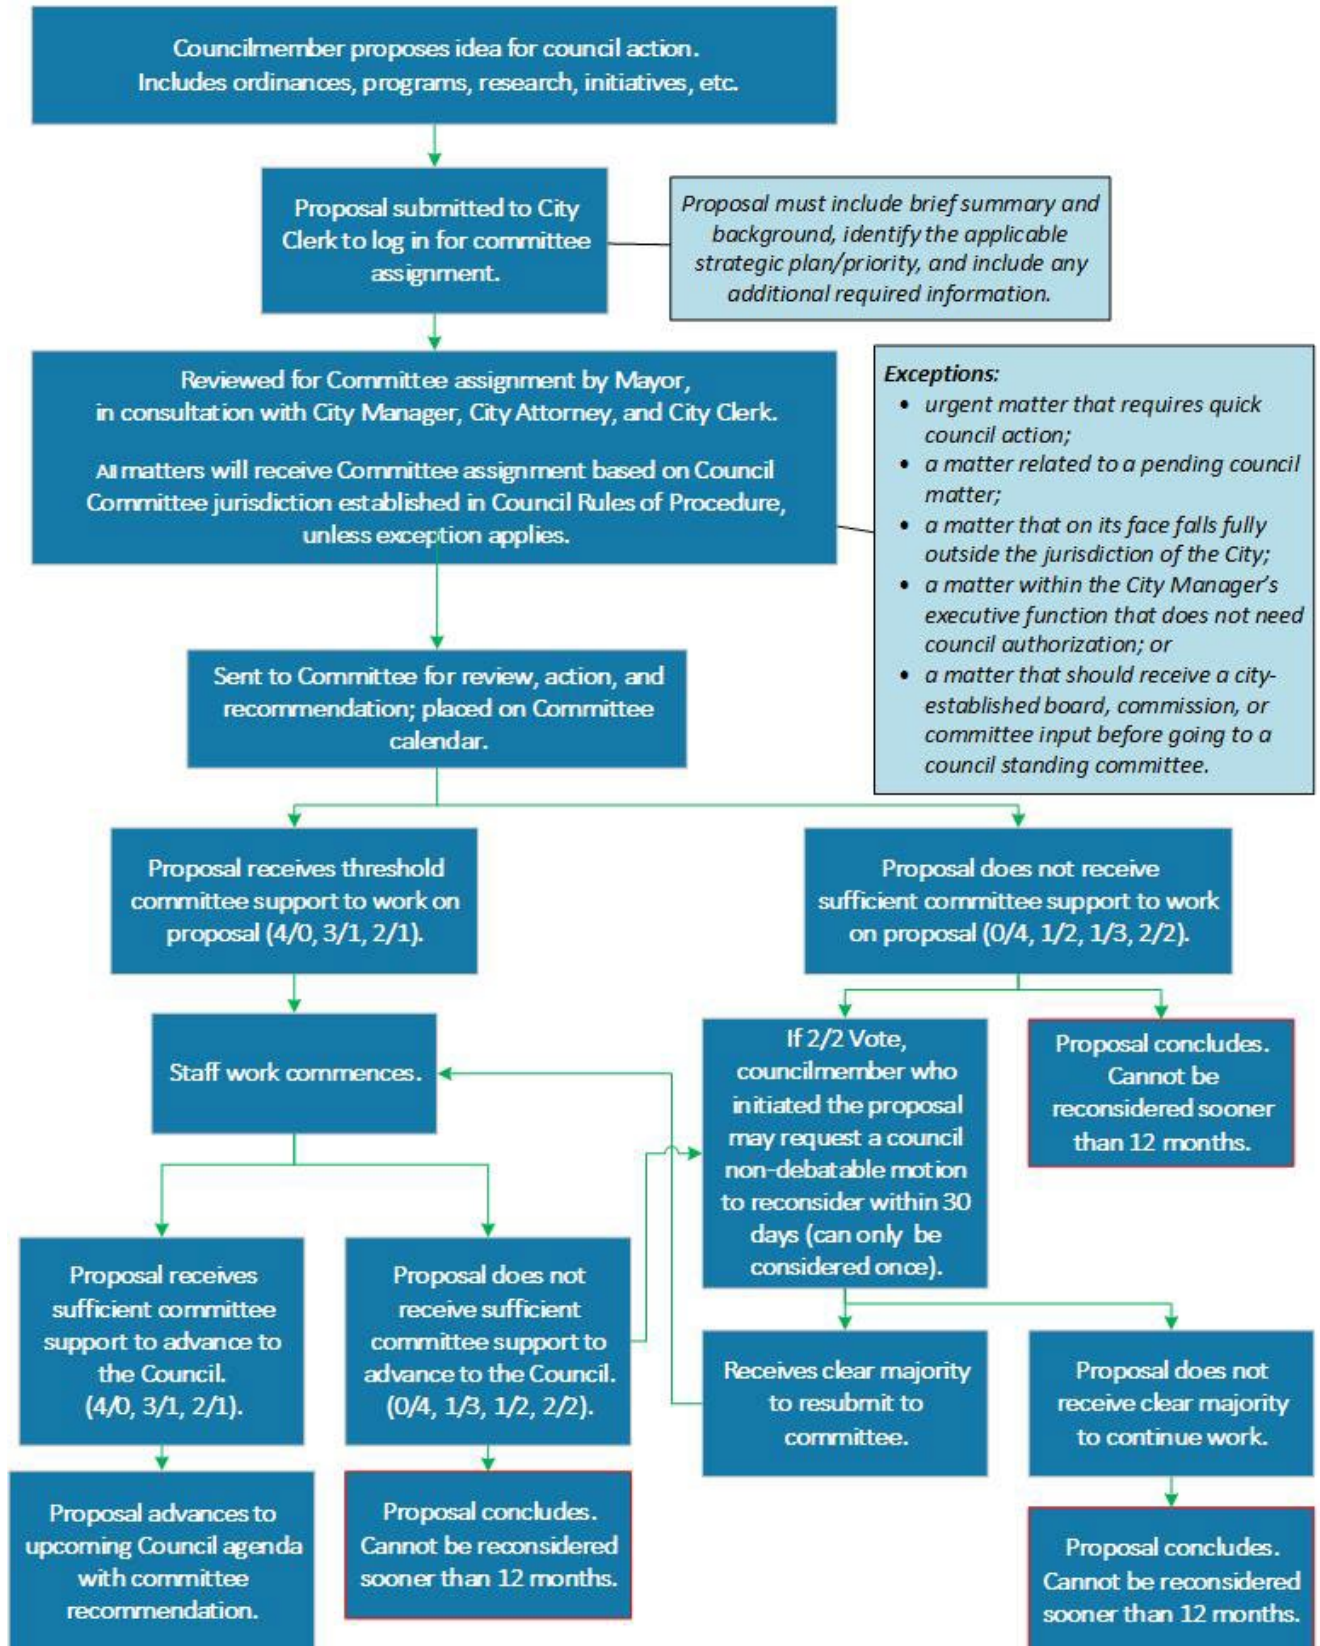 Councilmember proposes idea for council action.
Includes ordinances, programs, research, initiatives, etc.
Proposal submitted to City
Clerk to log in for committee
assignment.
Proposal must include brief summary and
background, identify the applicable
strategic plan/priority, and include any
additional required information.
Reviewed for Committee assignment by Mayor,
in consultation with City Manager, City Attorney, and City Clerk.
All matters will receive Committee assignment based on Council
Committee jurisdiction established in Council Rules of Procedure,
unless exception applies.
Exceptions:
• urgent matter that requires quick
council action;
• a matter related to a pending council
matter;
• a matter that on its face falls fully
outside the jurisdiction of the City;
• a matter within the City Manager's
executive function that does not need
council authorization; or
• a matter that should receive a city-
established board, commission, or
committee input before going to a
council standing committee.
Sent to Committee for review, action, and
recommendation; placed on Committee
calendar.
Proposal receives threshold
committee support to work on
proposal (4/0, 3/1, 2/1).
Proposal does not receive
sufficient committee support to work
on proposal (0/4, 1/2, 1/3, 2/2).
Staff work commences.
If 2/2 Vote,
councilmember who
initiated the proposal
may request a council
non-debatable motion
to reconsider within 30
days (can only be
considered once).
Proposal concludes.
Cannot be
reconsidered sooner
than 12 months.
Proposal receives
sufficient committee
support to advance to
the Council.
(4/0, 3/1, 2/1).
Proposal does not
receive sufficient
committee support to
advance to the Council.
(0/4, 1/3, 1/2, 2/2).
Receives clear majority
to resubmit to
committee.
Proposal does not
receive clear majority
to continue work.
Proposal advances to
upcoming Council agenda
with committee
recommendation.
Proposal concludes.
Cannot be reconsidered
sooner than 12 months.
Proposal concludes.
Cannot be reconsidered
sooner than 12 months.